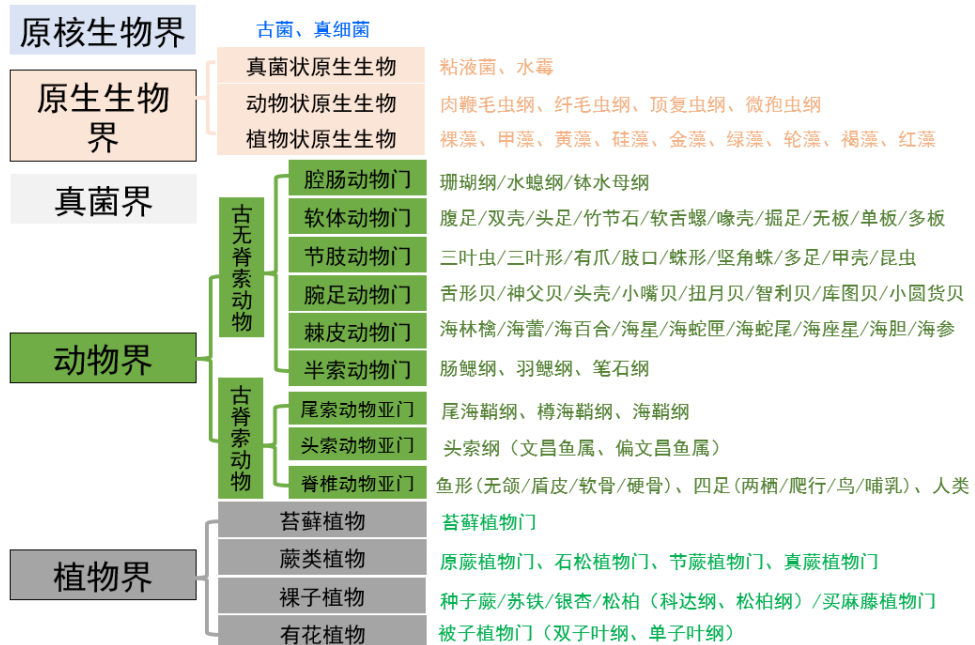 原核生物界
古菌、真细菌
原生生物界
真菌状原生生物
粘液菌、水霉
动物状原生生物
肉鞭毛虫纲、纤毛虫纲、顶复虫纲、微孢虫纲
植物状原生生物
裸藻、甲藻、黄藻、硅藻、金藻、绿藻、轮藻、褐藻、红藻
真菌界
动物界
古无脊索动物
腔肠动物门
珊瑚纲/水螅纲/钵水母纲
软体动物门
腹足/双壳/头足/竹节石/软舌螺/喙壳/掘足/无板/单板/多板
节肢动物门
三叶虫/三叶形/有爪/肢口/蛛形/坚角蛛/多足/甲壳/昆虫
腕足动物门
舌形贝/神父贝/头壳/小嘴贝/扭月贝/智利贝/库图贝/小圆货贝
棘皮动物门
海林檎/海蕾/海百合/海星/海蛇匣/海蛇尾/海座星/海胆/海参
半索动物门
肠鳃纲、羽鳃纲、笔石纲
古脊索动物
尾索动物亚门
尾海鞘纲、樽海鞘纲、海鞘纲
头索动物亚门
头索纲（文昌鱼属、偏文昌鱼属）
脊椎动物亚门
鱼形(无颌/盾皮/软骨/硬骨)、四足(两栖/爬行/鸟/哺乳)、人类
植物界
苔藓植物
苔藓植物门
蕨类植物
原蕨植物门、石松植物门、节蕨植物门、真蕨植物门
裸子植物
种子蕨/苏铁/银杏/松柏（科达纲、松柏纲）/买麻藤植物门
有花植物
被子植物门（双子叶纲、单子叶纲）